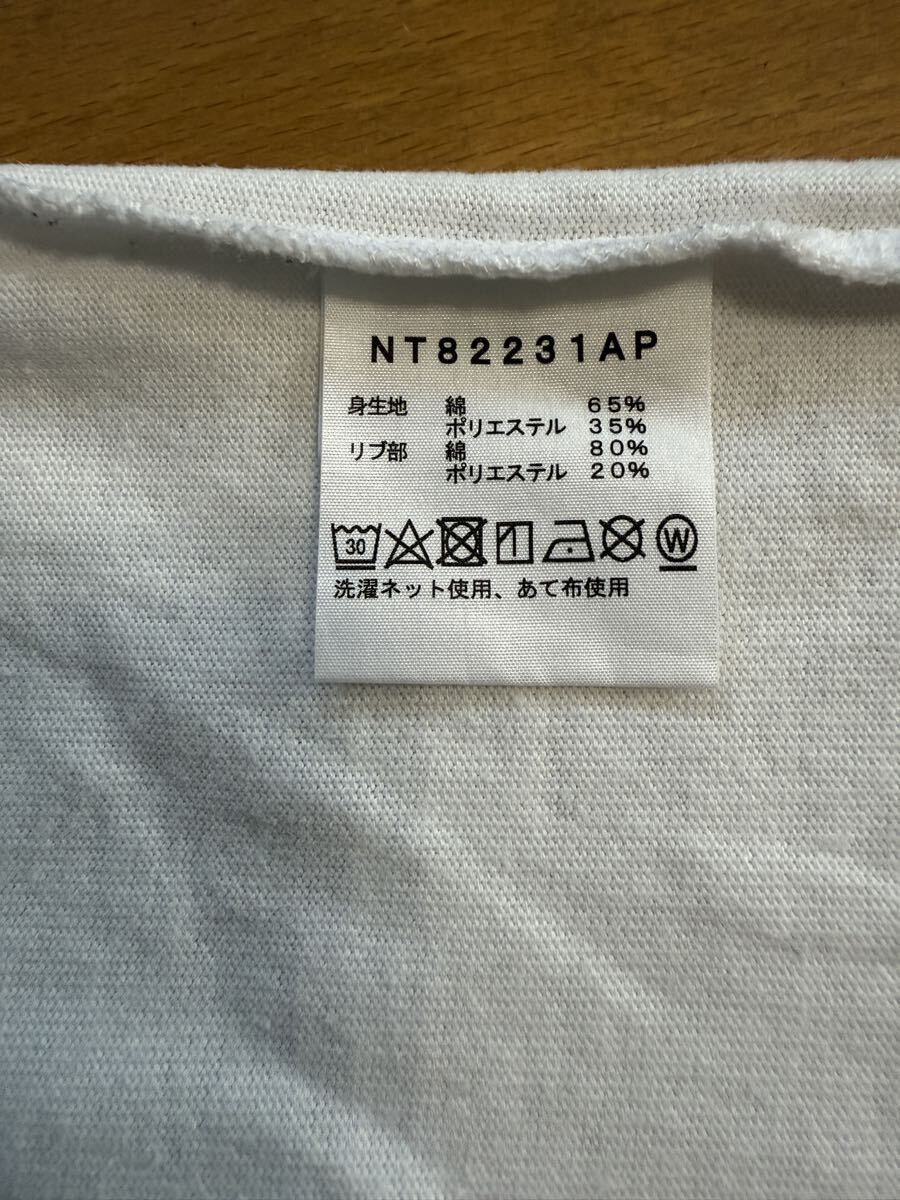 NT82231AP
身生地 綿 65%
ポリエステル 35%
リブ部 綿 80%
ポリエステル 20%
30 W
洗濯ネット使用、あて布使用